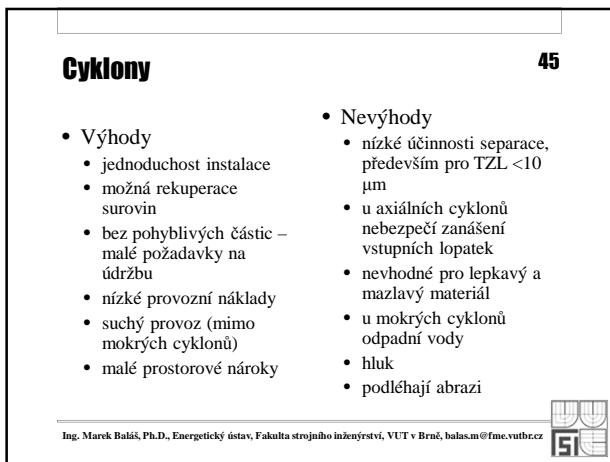 Cyklony
45
• Výhody
• jednoduchost instalace
• možná rekuperace
surovin
• bez pohyblivých částic –
malé požadavky na
údržbu
• nízké provozní náklady
• suchý provoz (mimo
mokrých cyklonů)
• malé prostorové nároky
• Nevýhody
• nízké účinnosti separace,
především pro TZL <10
μm
• u axiálních cyklonů
nebezpečí zanášení
vstupních lopatek
• nevhodné pro lepkavý a
mazlavý materiál
• u mokrých cyklonů
odpadní vody
• hluk
• podléhají abrazi
Ing. Marek Baláš, Ph.D., Energetický ústav, Fakulta strojního inženýrství, VUT v Brně, balas.m@fme.vutbr.cz